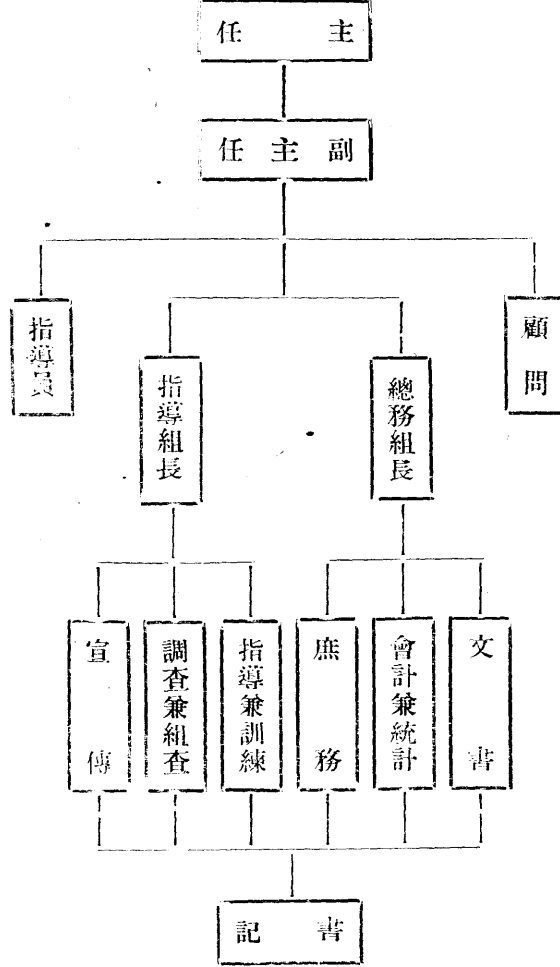 主任
副主任
顧問
指導員
總務組長
指導組長
文書
會計兼統計
庶務
指導兼訓練
調查兼組查
宣傳
書記